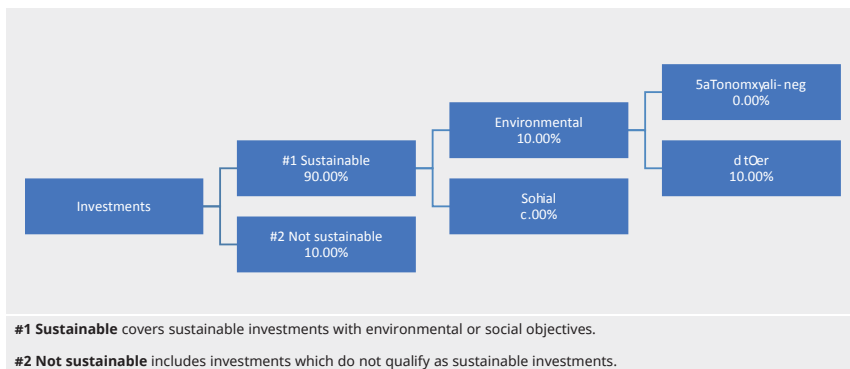 Investments
#1 Sustainable
90.00%
#2 Not sustainable
10.00%
Environmental
10.00%
Sohial
c.00%
5aTonomxyali- neg
0.00%
d tOer
10.00%
#1 Sustainable covers sustainable investments with environmental or social objectives.
#2 Not sustainable includes investments which do not qualify as sustainable investments.